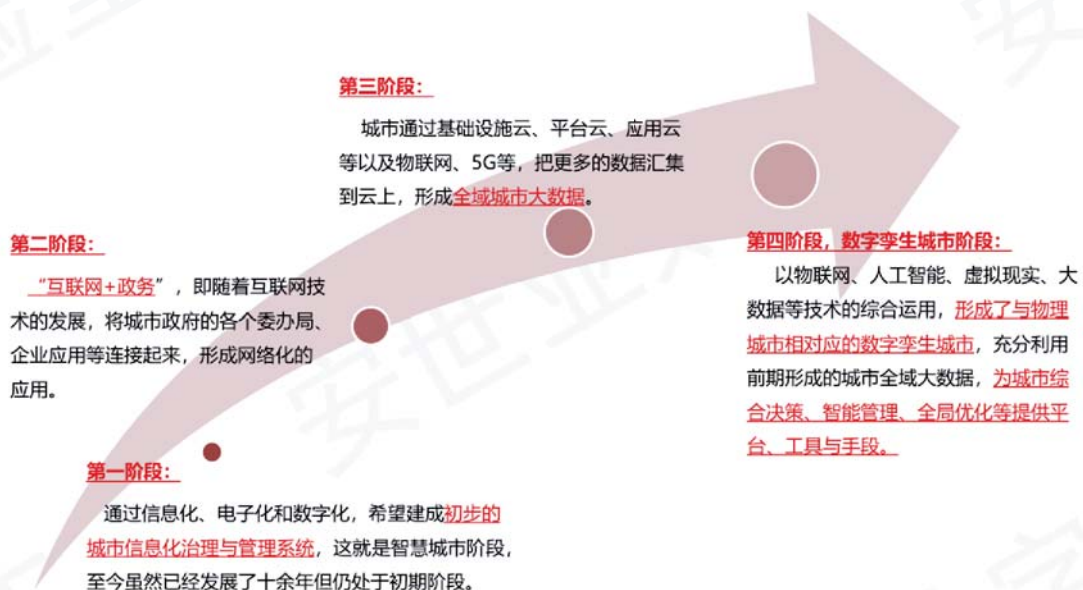 第三阶段：
城市通过基础设施云、平台云、应用云
等以及物联网、5G等，把更多的数据汇集
到云上，形成全域城市大数据。
第二阶段：
“互联网+政务”，即随着互联网技
术的发展，将城市政府的各个委办局、
企业应用等连接起来，形成网络化的
应用。
第四阶段，数字孪生城市阶段：
以物联网、人工智能、虚拟现实、大
数据等技术的综合运用，形成了与物理
城市相对应的数字孪生城市，充分利用
前期形成的城市全域大数据，为城市综
合决策、智能管理、全局优化等提供平
台、工具与手段。
第一阶段：
通过信息化、电子化和数字化，希望建成初步的
城市信息化治理与管理系统，这就是智慧城市阶段，
至今虽然已经发展了十余年但仍处于初期阶段。
安世亚